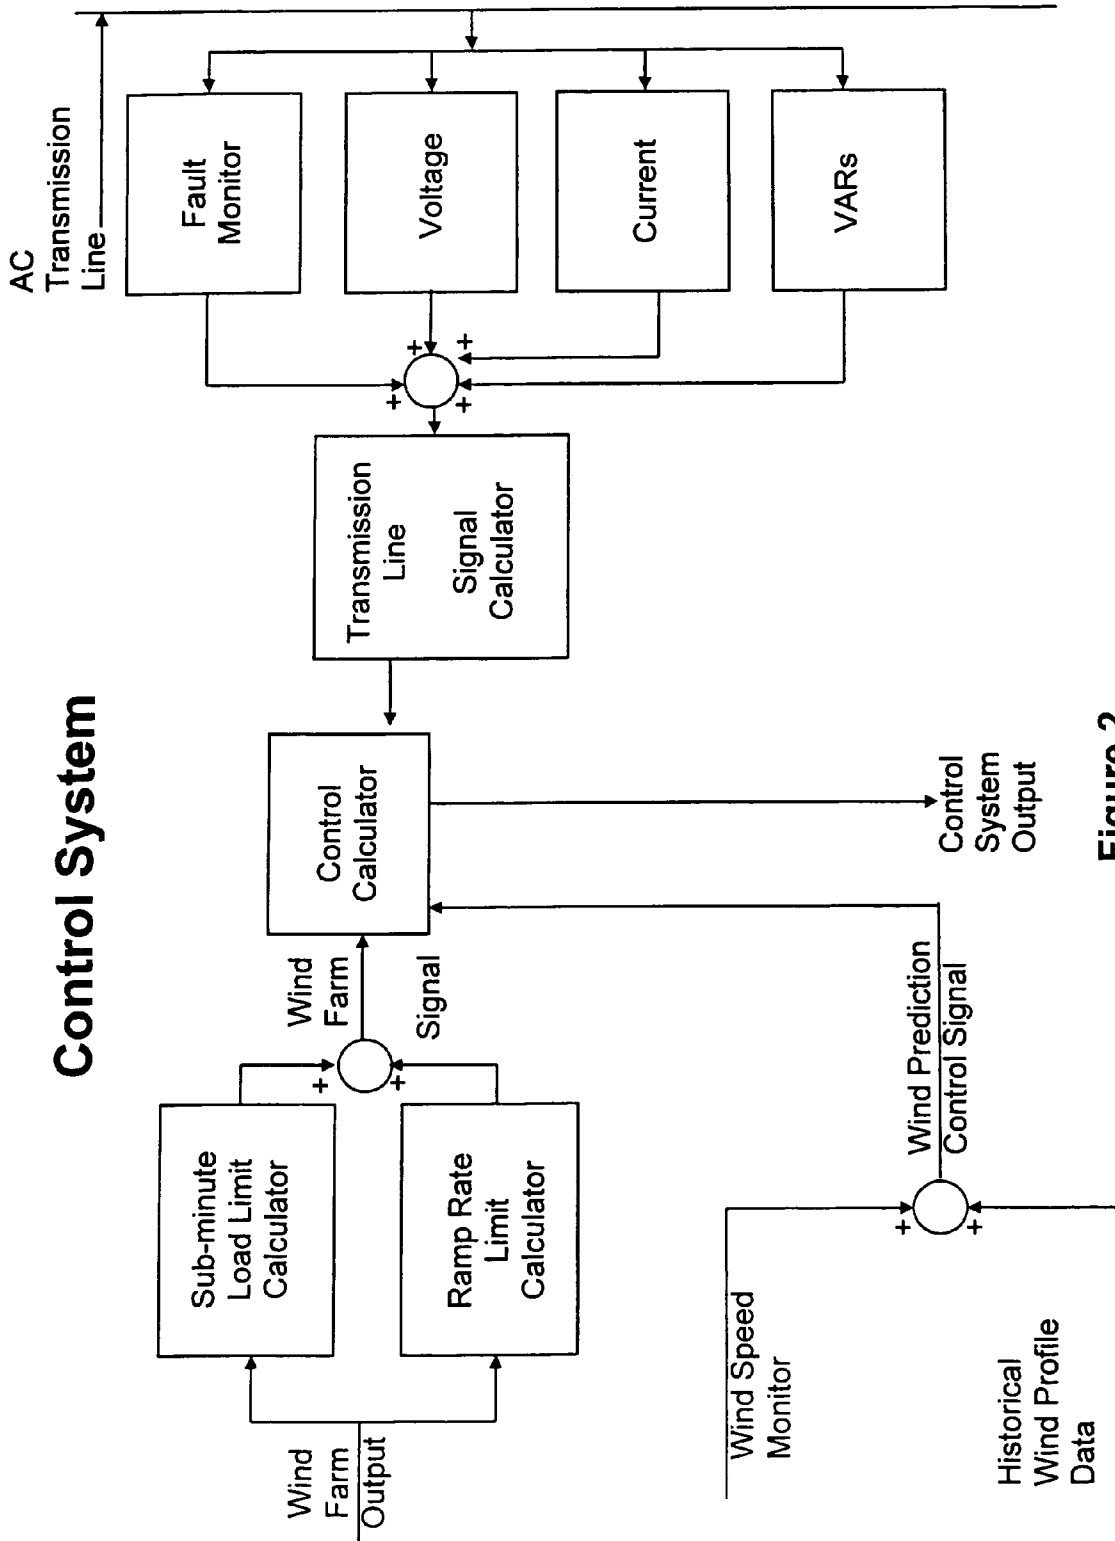 Control System
AC
Transmission
Line
Wind
Farm
Output
Sub-minute
Load Limit
Calculator
+
Ramp Rate
Limit
Calculator
+
Wind
Farm
Signal
Control
Calculator
Transmission
Line
Signal
Calculator
+
+
+
+
Fault
Monitor
Voltage
Current
VARs
Wind Speed
Monitor
+
Historical
Wind Profile
Data
+
Wind Prediction
Control Signal
Control
System
Output
Figure 2